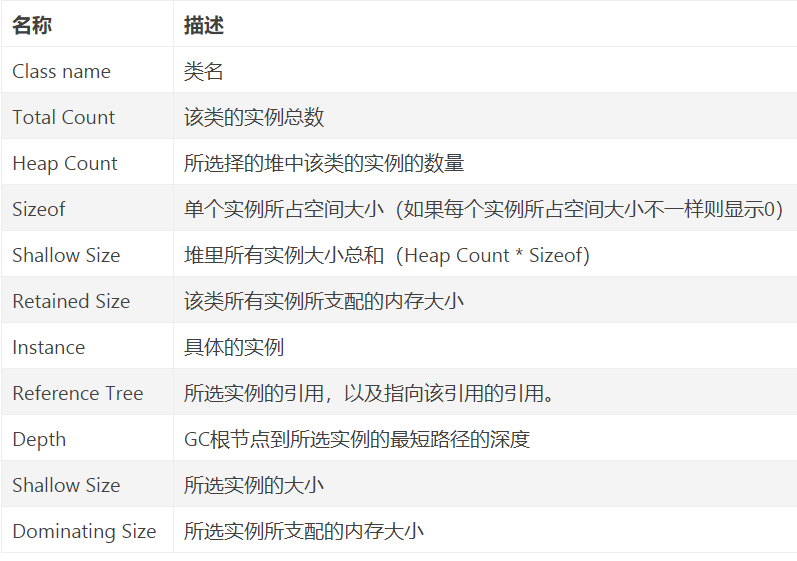 名称 描述
Class name 类名
Total Count 该类的实例总数
Heap Count 所选择的堆中该类的实例的数量
Sizeof 单个实例所占空间大小（如果每个实例所占空间大小不一样则显示0）
Shallow Size 堆里所有实例大小总和（Heap Count * Sizeof）
Retained Size 该类所有实例所支配的内存大小
Instance 具体的实例
Reference Tree 所选实例的引用，以及指向该引用的引用。
Depth GC根节点到所选实例的最短路径的深度
Shallow Size 所选实例的大小
Dominating Size 所选实例所支配的内存大小